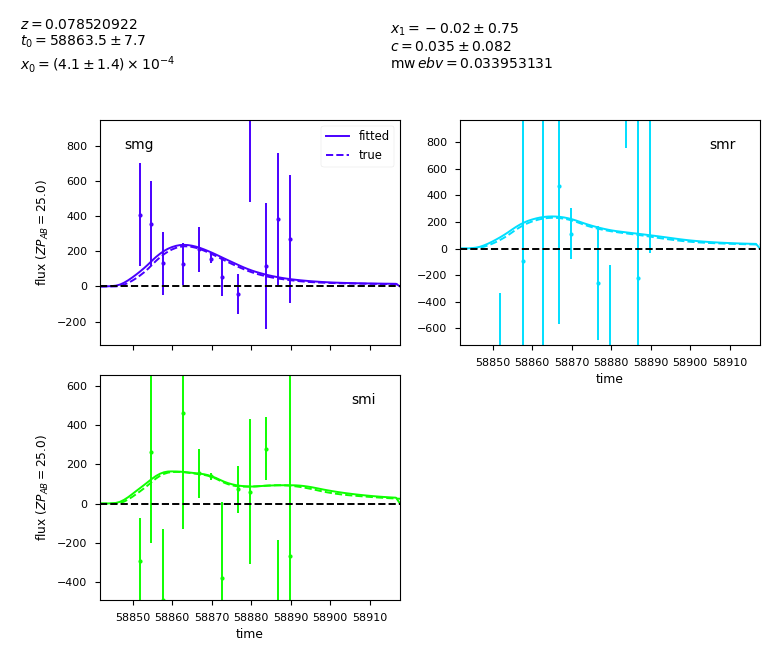 z = 0.078520922
t₀ = 58863.5 ± 7.7
x₀ = (4.1 ± 1.4) × 10⁻⁴
x₁ = −0.02 ± 0.75
c = 0.035 ± 0.082
mw ebv = 0.033953131
smg
fitted
true
800
600
400
200
0
−200
flux (ZP_AB = 25.0)
smr
800
600
400
200
0
−200
−400
−600
58850 58860 58870 58880 58890 58900 58910
time
smi
600
400
200
0
−200
−400
flux (ZP_AB = 25.0)
58850 58860 58870 58880 58890 58900 58910
time